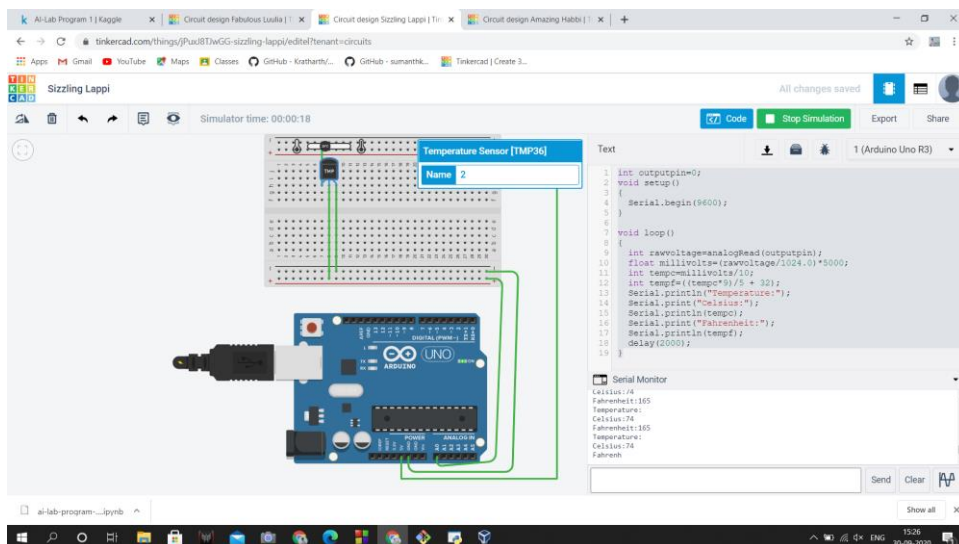 AI-Lab Program 1 | Kaggle
Circuit design Fabulous Luulia | T
Circuit design Sizzling Lappi | Tin
Circuit design Amazing Habbi | T
tinkercad.com/things/jPuxJ8TJwGG-sizzling-lappi/editel?tenant=circuits
Apps
Gmail
YouTube
Maps
Classes
GitHub - Kratharth/...
GitHub - sumanthk...
Tinkercad | Create 3...
TIN
KER
CAD
Sizzling Lappi
All changes saved
Simulator time: 00:00:18
Code
Stop Simulation
Export
Share
Temperature Sensor [TMP36]
Name 2
TMP
Text
1 (Arduino Uno R3)
1 int outputpin=0;
2 void setup()
3 {
4 Serial.begin(9600);
5 }
6
7 void loop()
8 {
9 int rawvoltage=analogRead(outputpin);
10 float millivolts=(rawvoltage/1024.0)*5000;
11 int tempc=millivolts/10;
12 int tempf=((tempc*9)/5 + 32);
13 Serial.println("Temperature:");
14 Serial.print("Celsius:");
15 Serial.println(tempc);
16 Serial.print("Fahrenheit:");
17 Serial.println(tempf);
18 delay(2000);
19 }
DIGITAL (PWM~)
UNO
ARDUINO
POWER
ANALOG IN
Serial Monitor
Celsius:74
Fahrenheit:165
Temperature:
Celsius:74
Fahrenheit:165
Temperature:
Celsius:74
Fahrenh
Send
Clear
ai-lab-program-....ipynb
Show all
ENG
15:26
30-09-2020